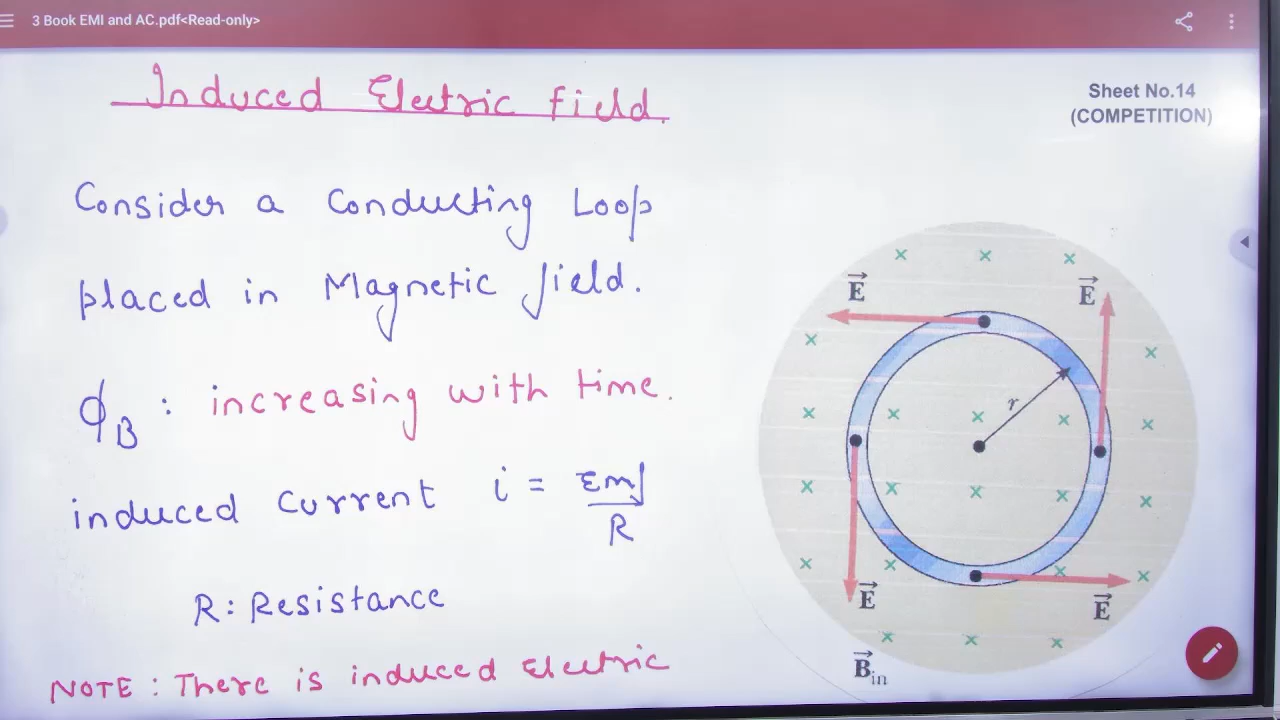 3 Book EMI and AC.pdf<Read-only>
Induced Electric field.
Sheet No.14
(COMPETITION)
Consider a Conducting Loop
placed in Magnetic field.
ϕB : increasing with time.
induced Current i = Emf/R
R: Resistance
NOTE: There is induced Electric
E
E
r
E
E
Bin